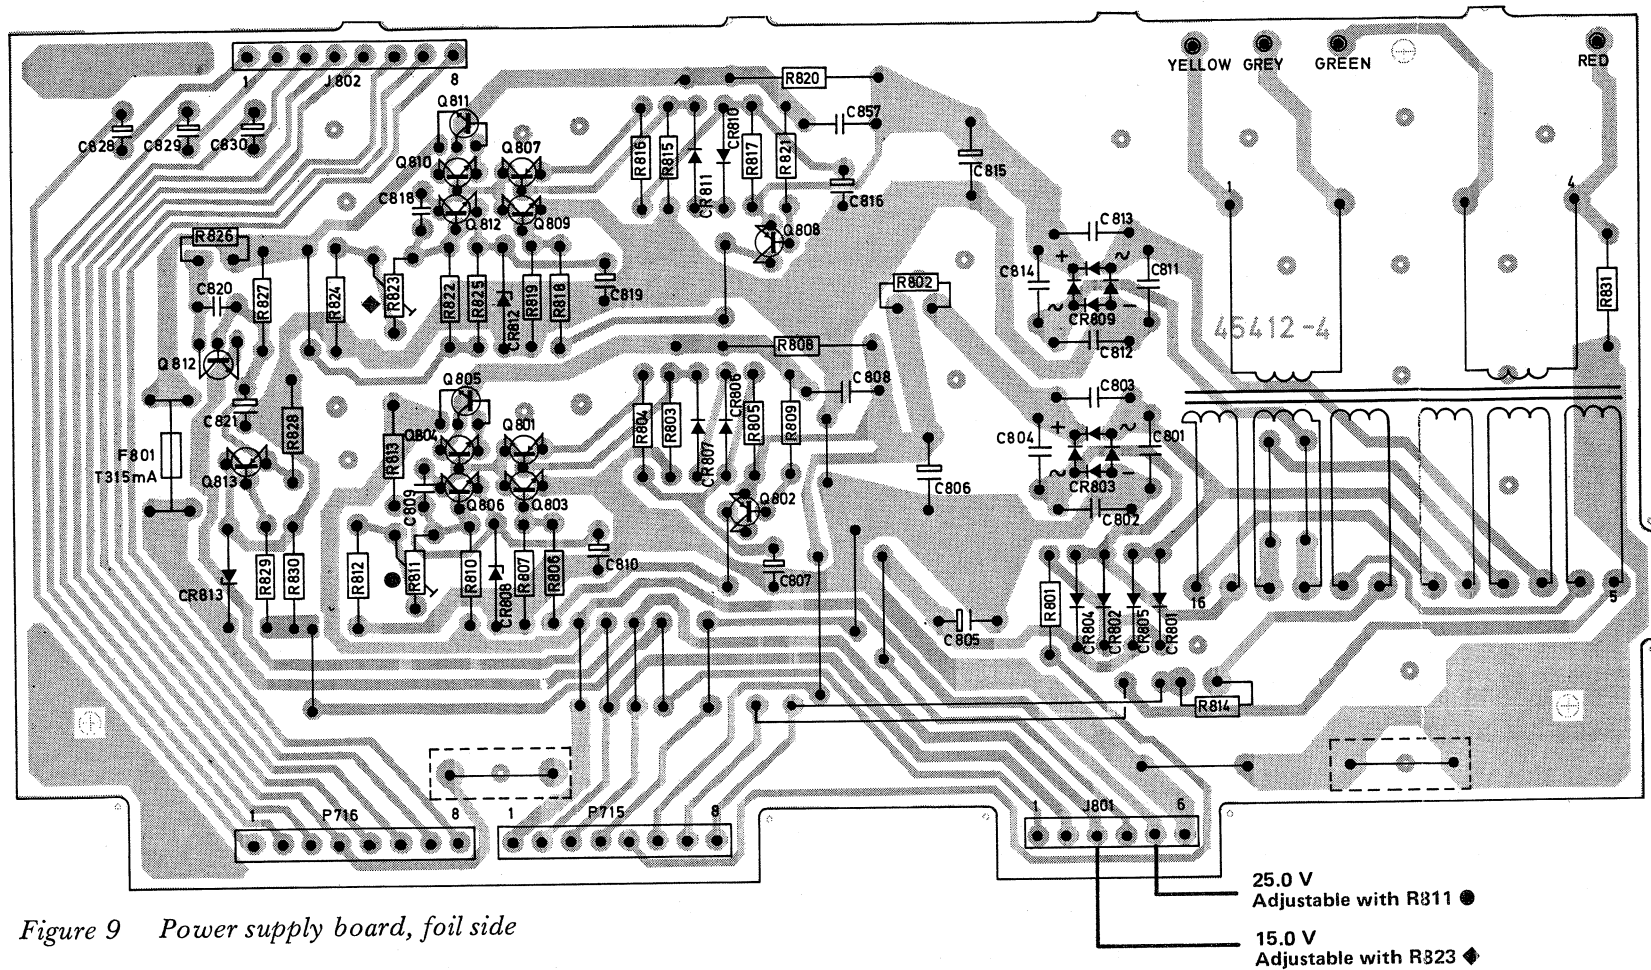 YELLOW GREY GREEN RED
1 J802 8
Q811
R820
C857
CR810
C828 C829 C830
R816 R815 R817 R821
Q810 Q807
C815
CR811
C816
C818
1 4
Q812 Q809
Q808
C813
R826
+ ~
C814 C811
C820
R827 R824 R823 R822 R825 R819 R818
C819
R802
R831
CR812
~ −
CR809
45412-4
Q812
R808
C812
Q805
CR806
C808
C803
C821
R828
R804 R803 R805 R809
F801
T315mA
R813
Q804 Q801
CR807
C804 + ~ C801
Q813
C809
Q806 Q803
Q802
C806
~ −
CR803
C802
R829 R830 R812 R811 R810 R807 R806
C810
C807
CR813
CR808
R801
16 5
C805
CR804 CR802 CR805 CR801
R814
1 P716 8
1 P715 8
1 J801 6
25.0 V
Adjustable with R811 ●
15.0 V
Adjustable with R823 ◆
Figure 9 Power supply board, foil side